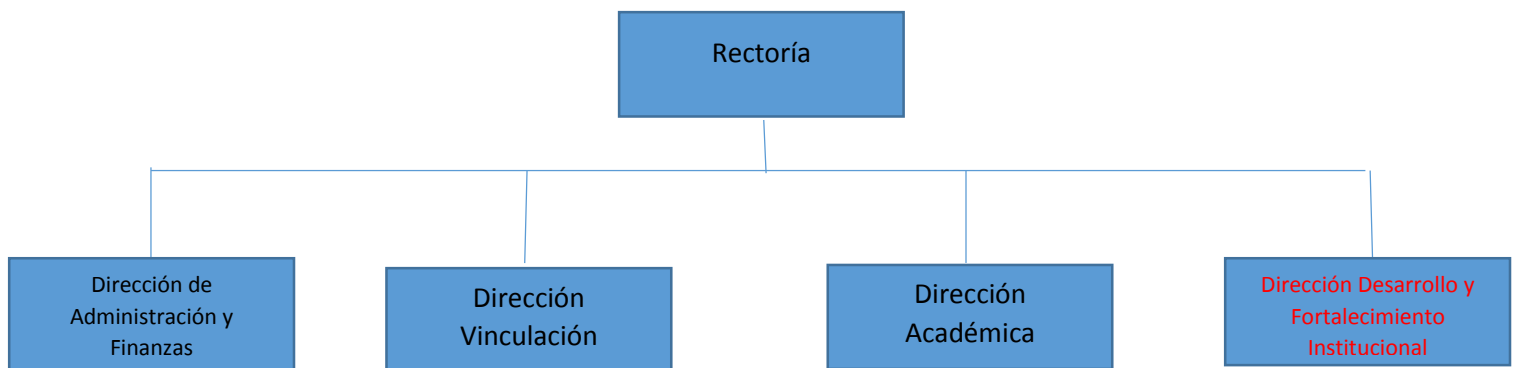 Rectoría
Dirección de
Administración y
Finanzas
Dirección
Vinculación
Dirección
Académica
Dirección Desarrollo y
Fortalecimiento
Institucional